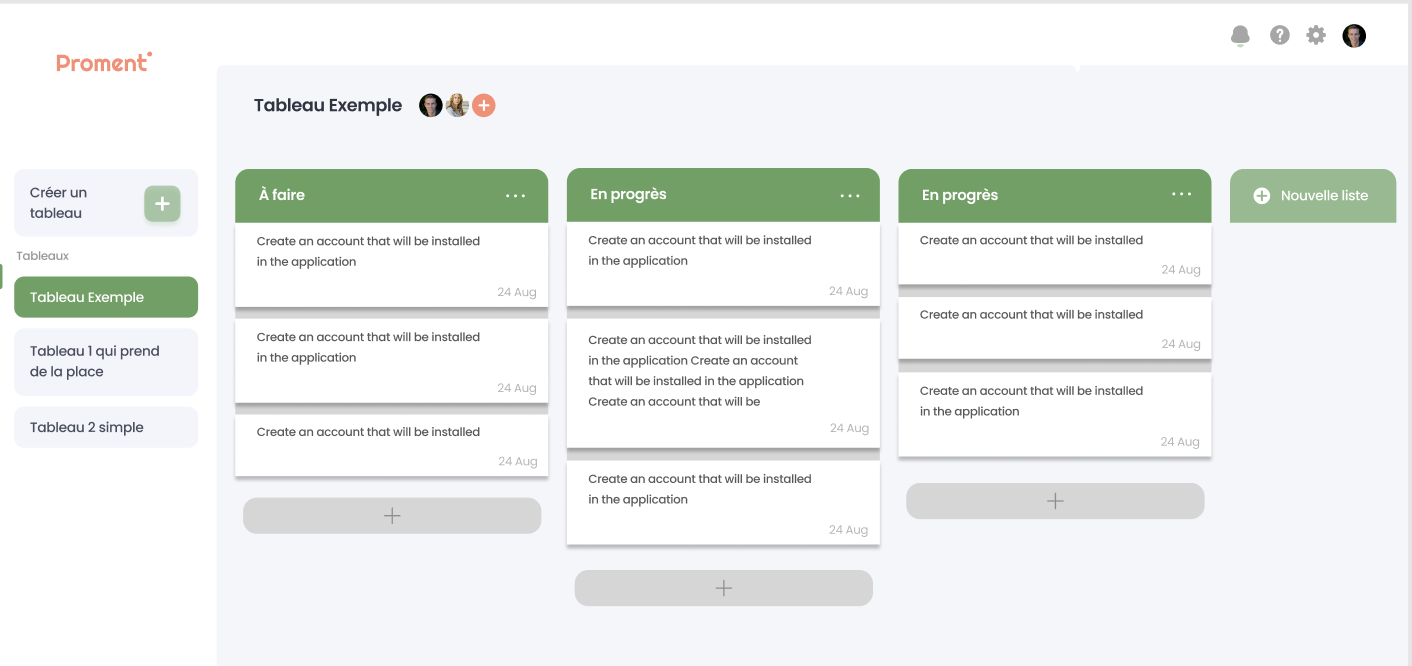 Proment
Tableau Exemple
Créer un
tableau
Tableaux
Tableau Exemple
Tableau 1 qui prend
de la place
Tableau 2 simple
À faire
Create an account that will be installed
in the application
24 Aug
Create an account that will be installed
in the application
24 Aug
Create an account that will be installed
24 Aug
En progrès
Create an account that will be installed
in the application
24 Aug
Create an account that will be installed
in the application Create an account
that will be installed in the application
Create an account that will be
24 Aug
Create an account that will be installed
in the application
24 Aug
En progrès
Create an account that will be installed
24 Aug
Create an account that will be installed
24 Aug
Create an account that will be installed
in the application
24 Aug
Nouvelle liste